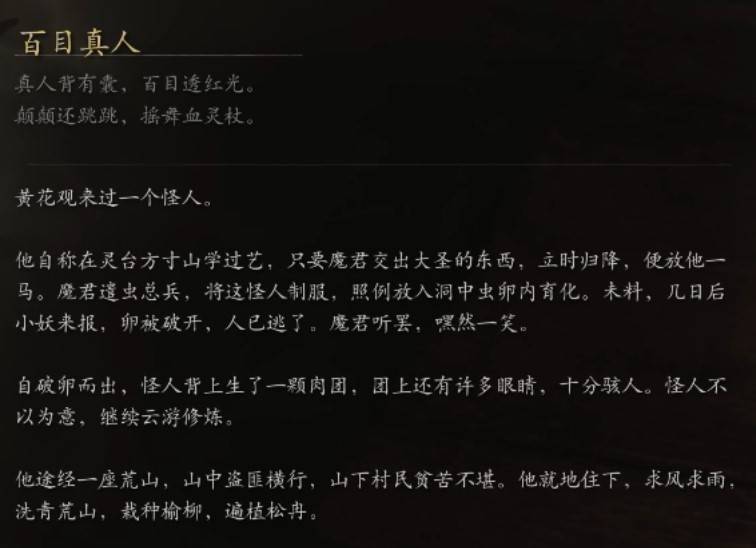 百目真人
真人背有囊，百目透红光。
颠颠还跳跳，摇舞血灵杖。
黄花观来过一个怪人。
他自称在灵台方寸山学过艺，只要魔君交出大圣的东西，立时归降，便放他一
马。魔君遣虫总兵，将这怪人制服，照例放入洞中虫卵内育化。未料，几日后
小妖来报，卵被破开，人已逃了。魔君听罢，嘿然一笑。
自破卵而出，怪人背上生了一颗肉团，团上还有许多眼睛，十分骇人。怪人不
以为意，继续云游修炼。
他途经一座荒山，山中盗匪横行，山下村民贫苦不堪。他就地住下，求风求雨，
洗青荒山，栽种榆柳，遍植松冉。